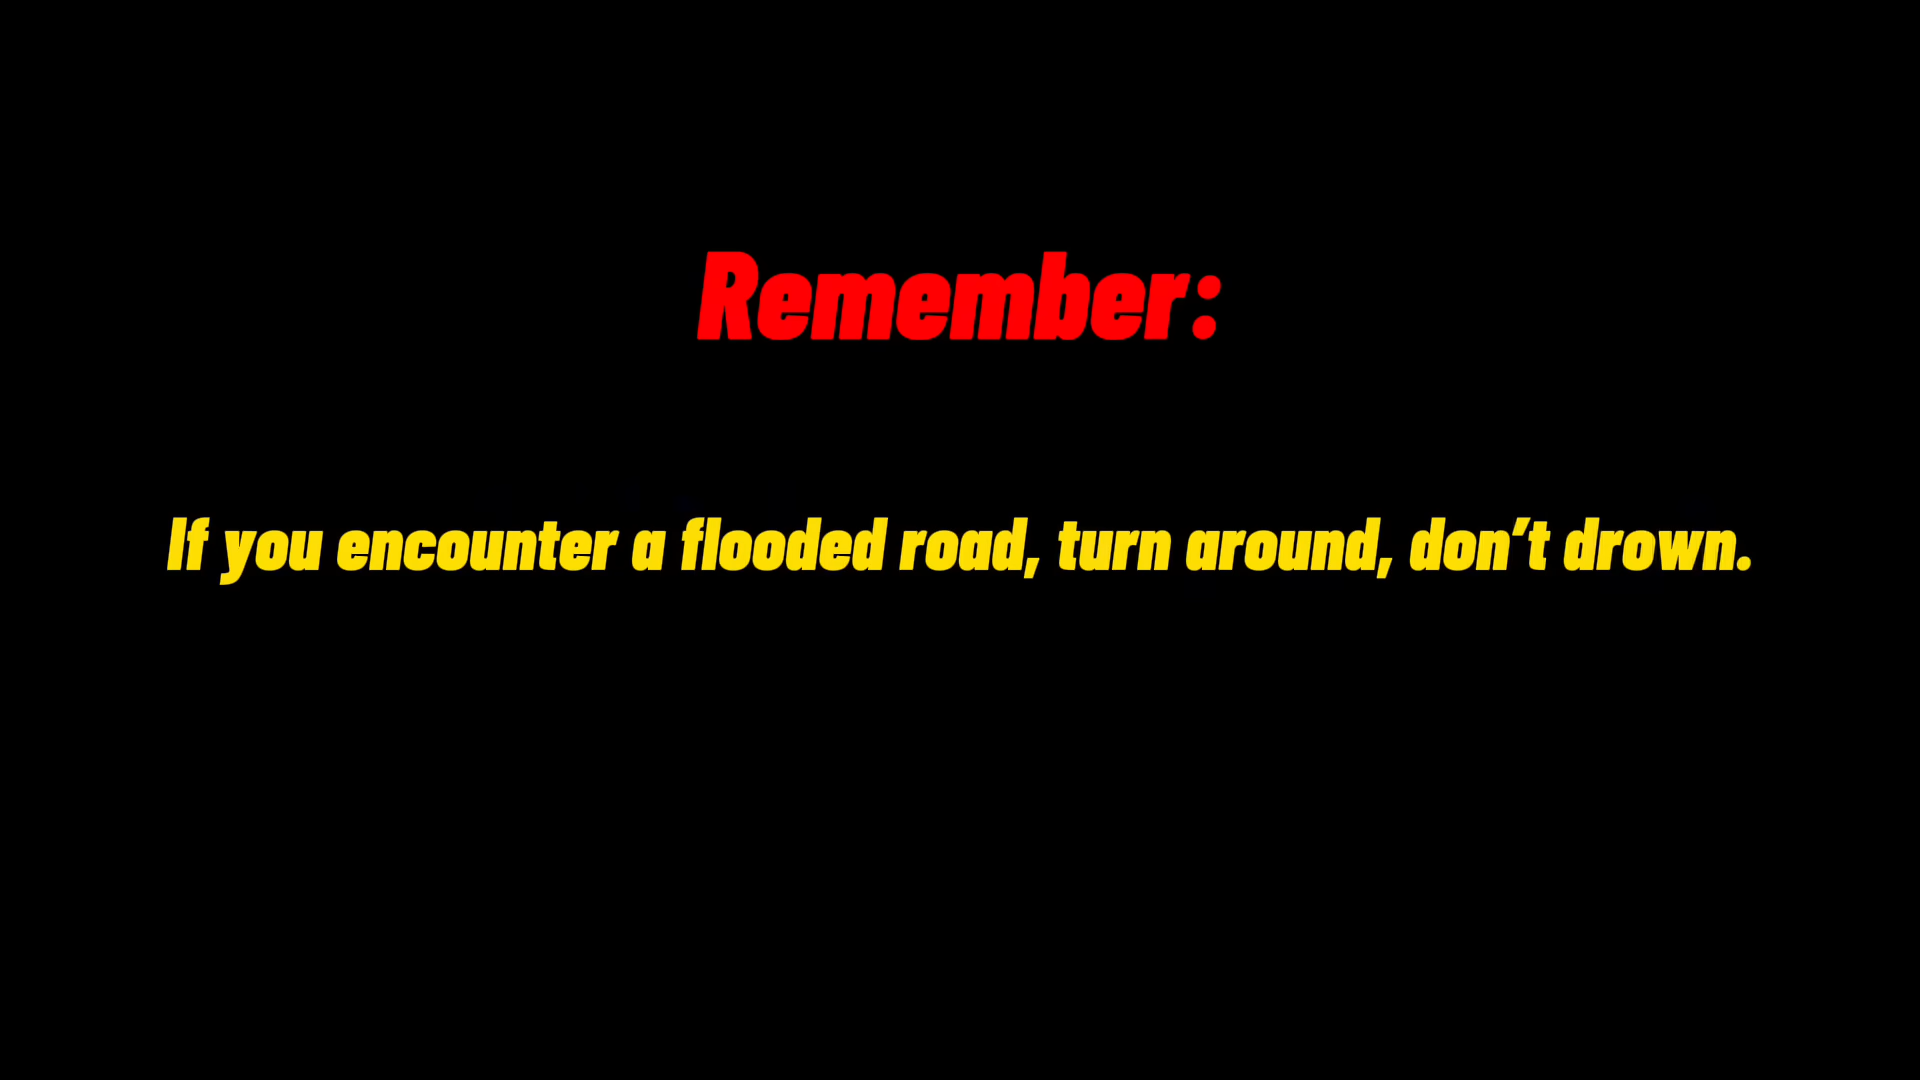 Remember:
If you encounter a flooded road, turn around, don’t drown.